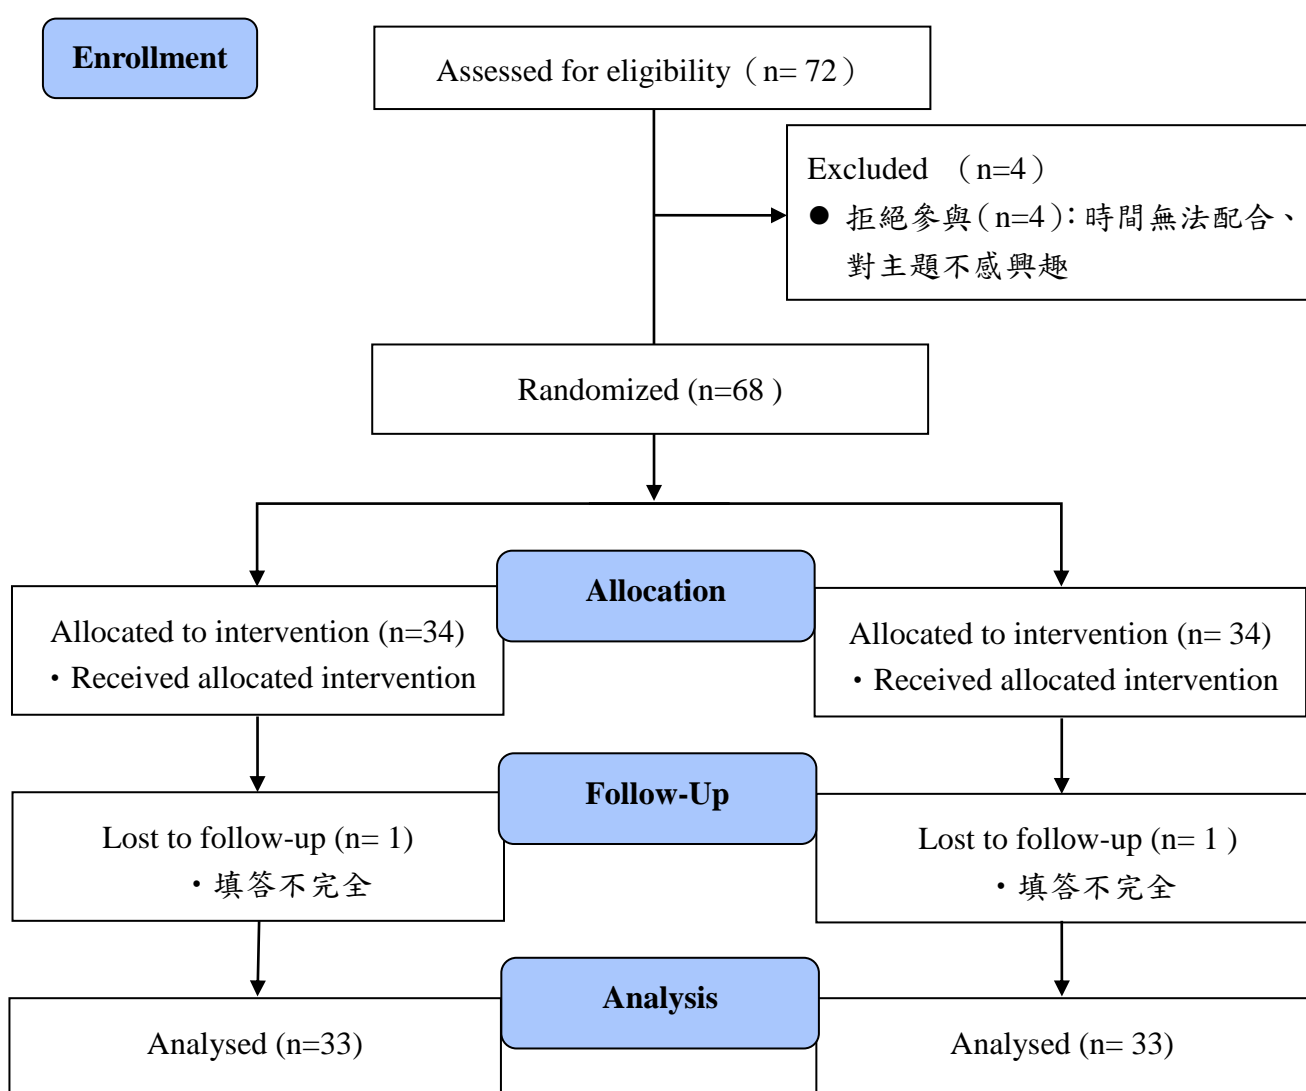 Enrollment
Assessed for eligibility（n= 72）
Excluded （n=4）
● 拒絕參與(n=4)：時間無法配合、
對主題不感興趣
Randomized (n=68 )
Allocation
Allocated to intervention (n=34)
・Received allocated intervention
Allocated to intervention (n= 34)
・Received allocated intervention
Follow-Up
Lost to follow-up (n= 1)
・填答不完全
Lost to follow-up (n= 1 )
・填答不完全
Analysis
Analysed (n=33)
Analysed (n= 33)